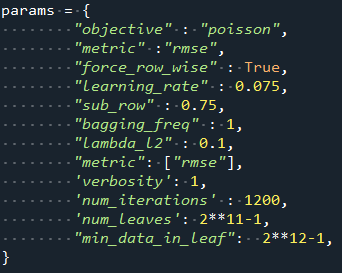 params = {
"objective" : "poisson",
"metric" :"rmse",
"force_row_wise" : True,
"learning_rate" : 0.075,
"sub_row" : 0.75,
"bagging_freq" : 1,
"lambda_l2" : 0.1,
"metric": ["rmse"],
'verbosity': 1,
'num_iterations' : 1200,
'num_leaves': 2**11-1,
"min_data_in_leaf": 2**12-1,
}